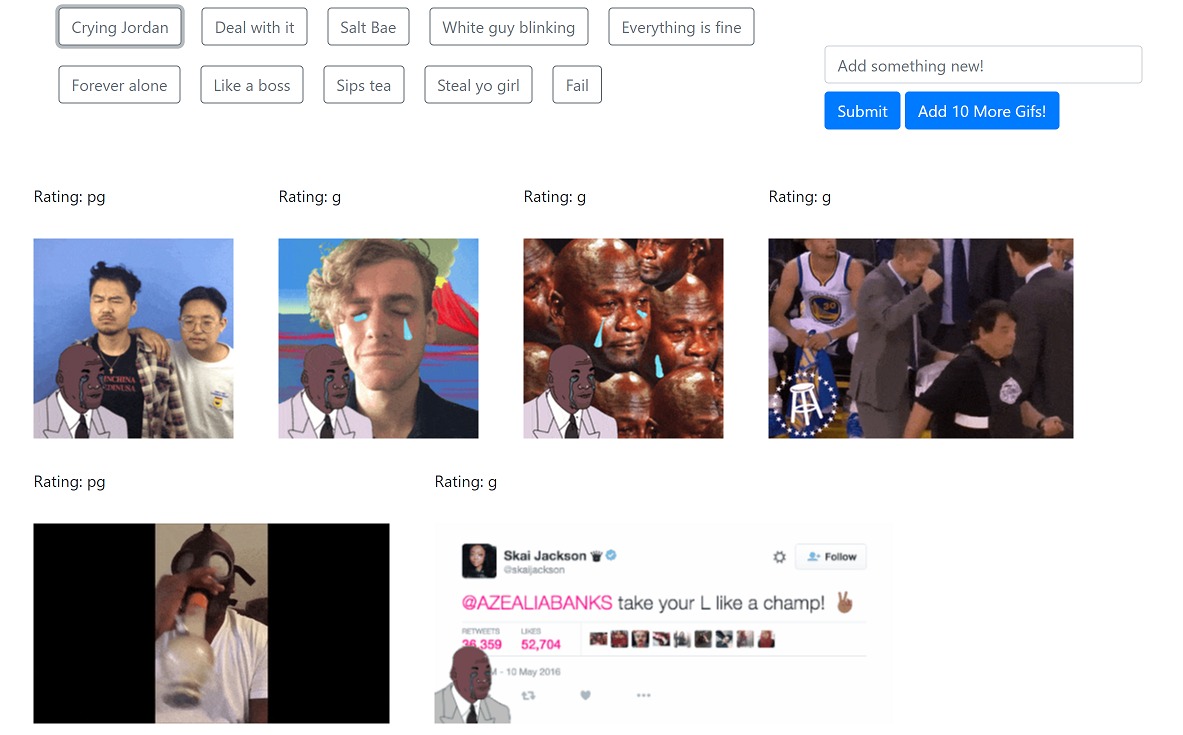 Crying Jordan
Deal with it
Salt Bae
White guy blinking
Everything is fine
Forever alone
Like a boss
Sips tea
Steal yo girl
Fail
Add something new!
Submit
Add 10 More Gifs!
Rating: pg
Rating: g
Rating: g
Rating: g
30
Rating: pg
Rating: g
Skai Jackson
@skaijackson
Follow
@AZEALIABANKS take your L like a champ!
RETWEETS LIKES
36,359 52,704
M - 10 May 2016